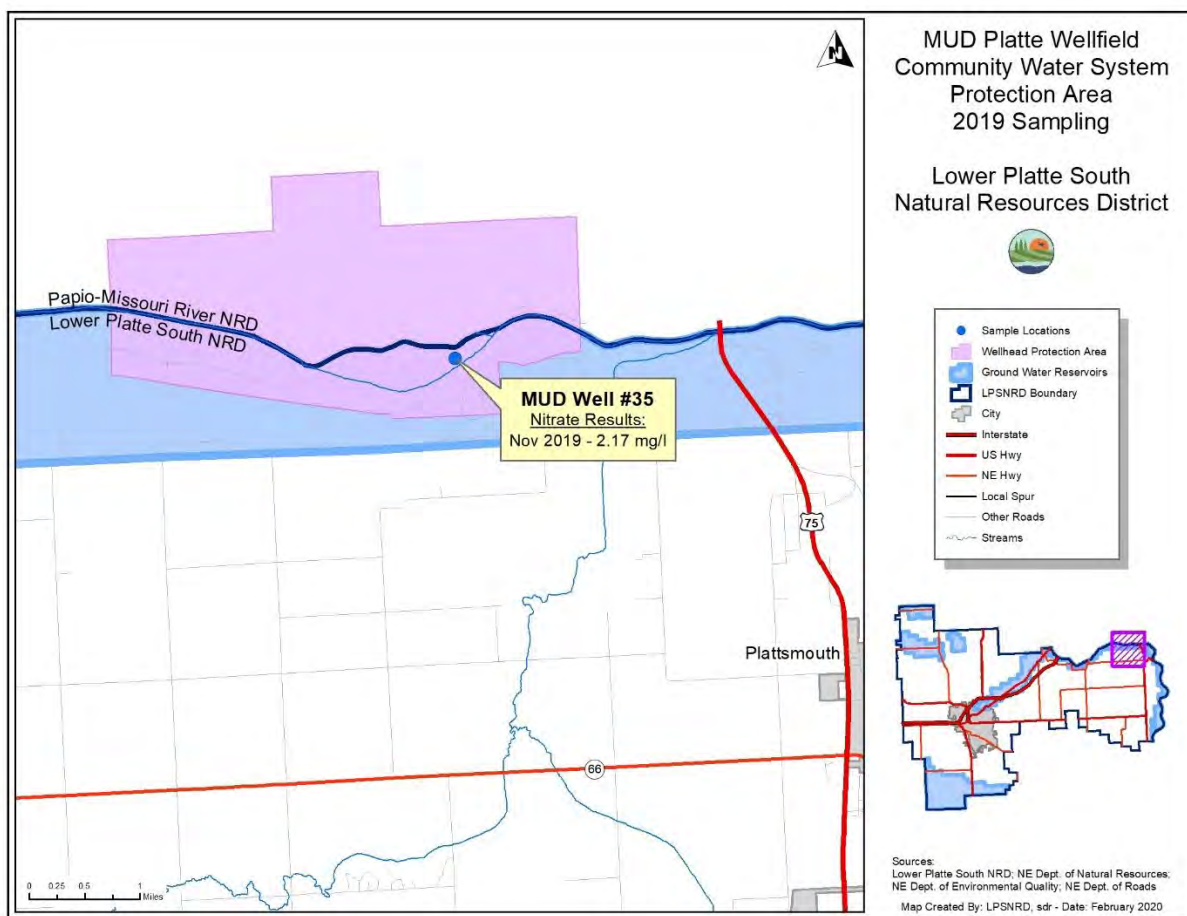 MUD Platte Wellfield
Community Water System
Protection Area
2019 Sampling
Lower Platte South
Natural Resources District
N
Papio-Missouri River NRD
Lower Platte South NRD
MUD Well #35
Nitrate Results:
Nov 2019 - 2.17 mg/l
75
Plattsmouth
66
0 0.25 0.5 1
Miles
Sample Locations
Wellhead Protection Area
Ground Water Reservoirs
LPSNRD Boundary
City
Interstate
US Hwy
NE Hwy
Local Spur
Other Roads
Streams
Sources:
Lower Platte South NRD; NE Dept. of Natural Resources;
NE Dept. of Environmental Quality; NE Dept. of Roads
Map Created By: LPSNRD, sdr - Date: February 2020